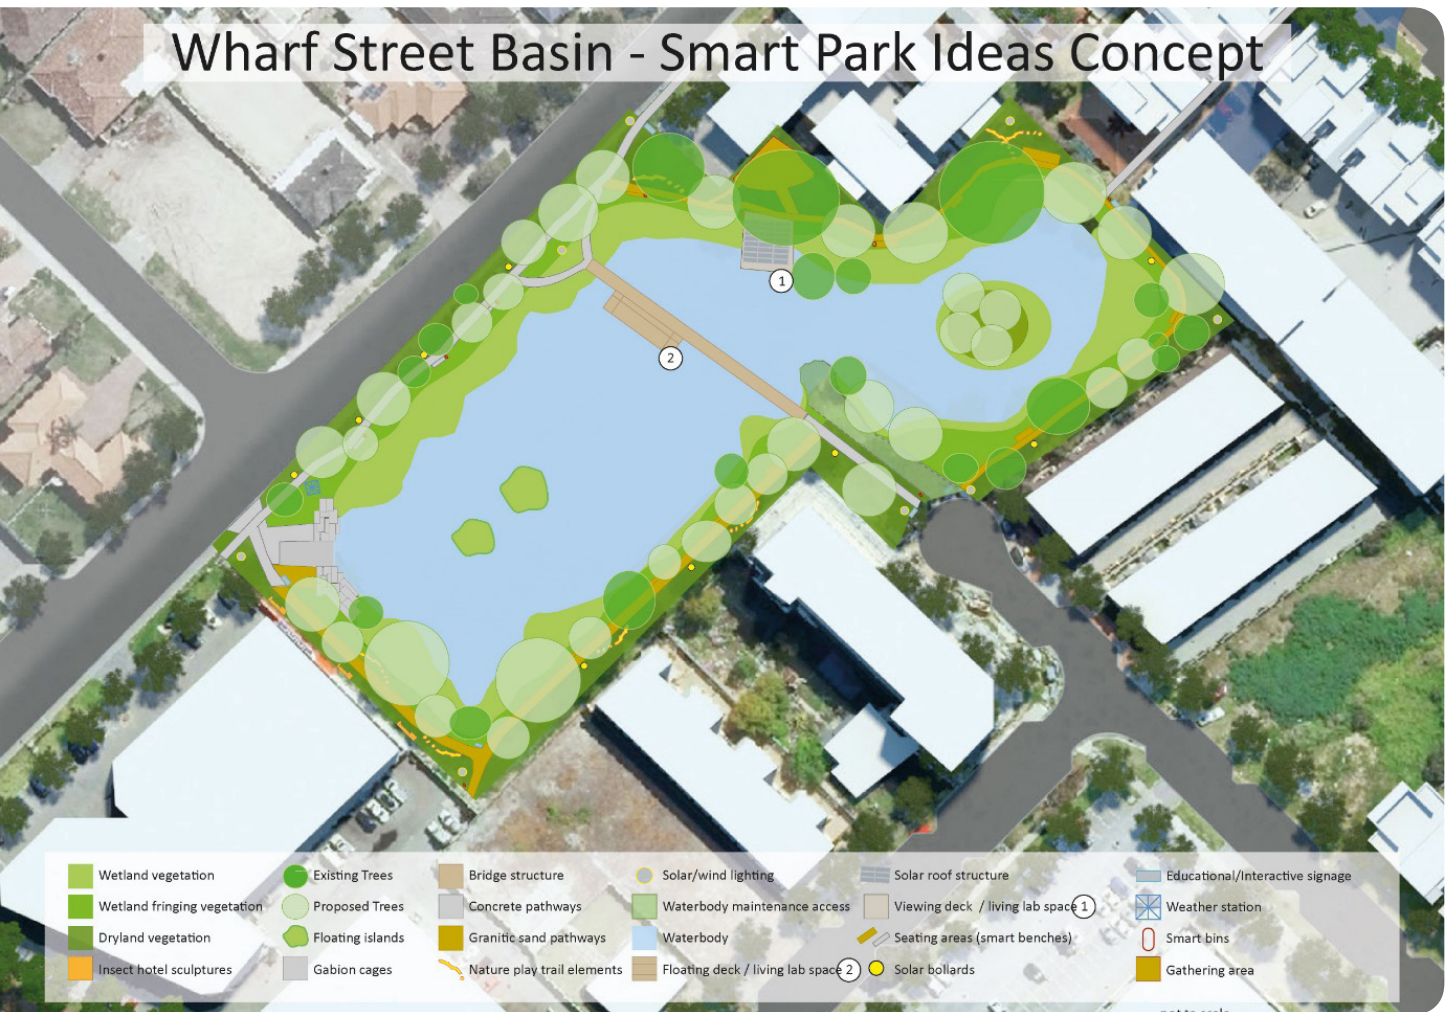 Wharf Street Basin - Smart Park Ideas Concept
1
2
Wetland vegetation
Existing Trees
Bridge structure
Solar/wind lighting
Solar roof structure
Educational/Interactive signage
Wetland fringing vegetation
Proposed Trees
Concrete pathways
Waterbody maintenance access
Viewing deck / living lab space 1
Weather station
Dryland vegetation
Floating islands
Granitic sand pathways
Waterbody
Seating areas (smart benches)
Smart bins
Insect hotel sculptures
Gabion cages
Nature play trail elements
Floating deck / living lab space 2
Solar bollards
Gathering area
not to scale